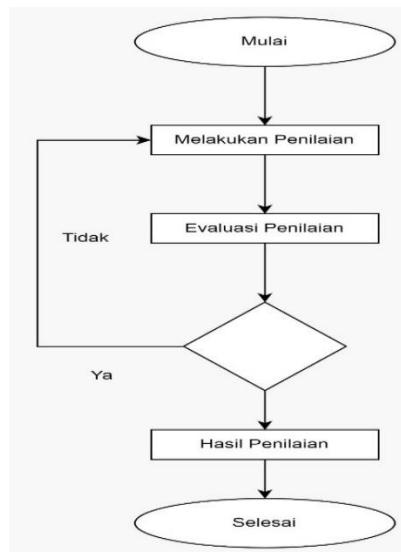 Mulai
Melakukan Penilaian
Evaluasi Penilaian
Tidak
Ya
Hasil Penilaian
Selesai